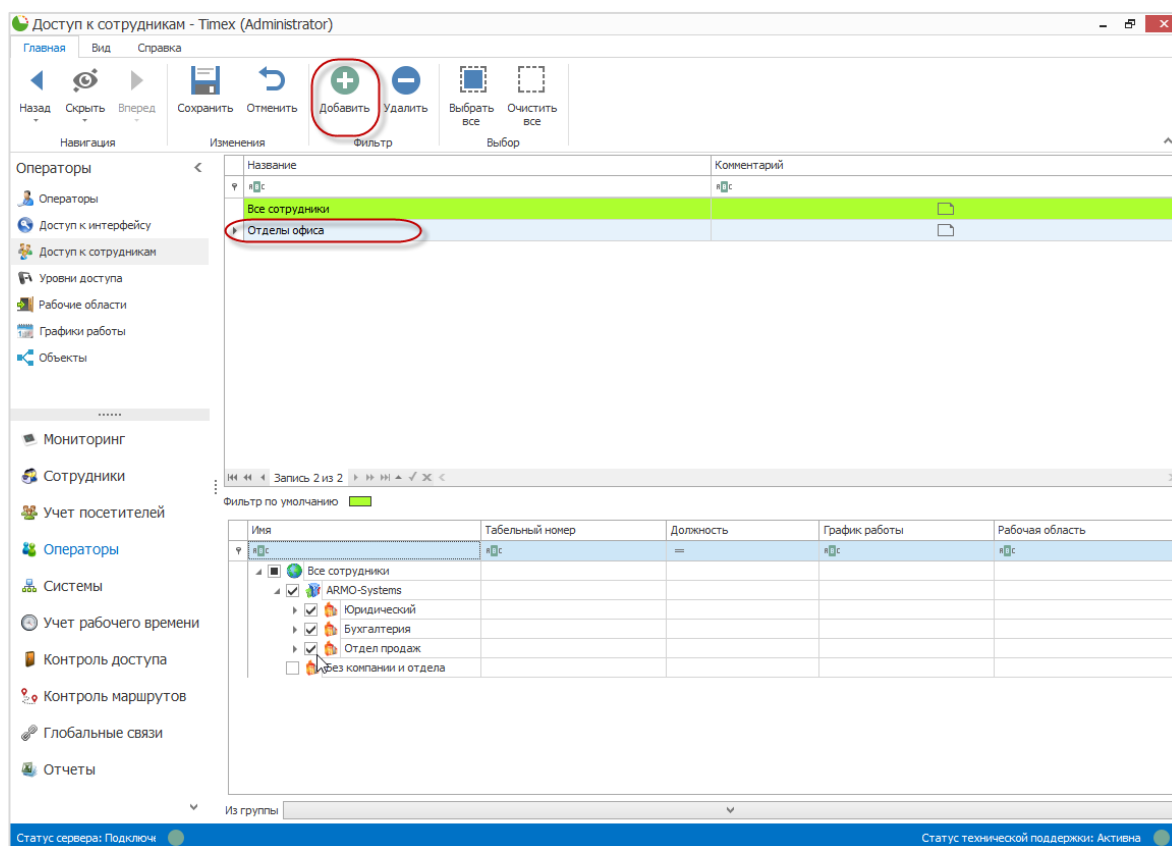 Доступ к сотрудникам - Timex (Administrator)
Главная Вид Справка
Назад Скрыть Вперед Сохранить Отменить Добавить Удалить Выбрать все Очистить все
Навигация Изменения Фильтр Выбор
Операторы
Операторы
Доступ к интерфейсу
Доступ к сотрудникам
Уровни доступа
Рабочие области
Графики работы
Объекты
Мониторинг
Сотрудники
Учет посетителей
Операторы
Системы
Учет рабочего времени
Контроль доступа
Контроль маршрутов
Глобальные связи
Отчеты
Название Комментарий
Все сотрудники
Отделы офиса
Запись 2 из 2
Фильтр по умолчанию
Имя Табельный номер Должность График работы Рабочая область
Все сотрудники
ARMO-Systems
Юридический
Бухгалтерия
Отдел продаж
Без компании и отдела
Из группы
Статус сервера: Подключе Статус технической поддержки: Активна